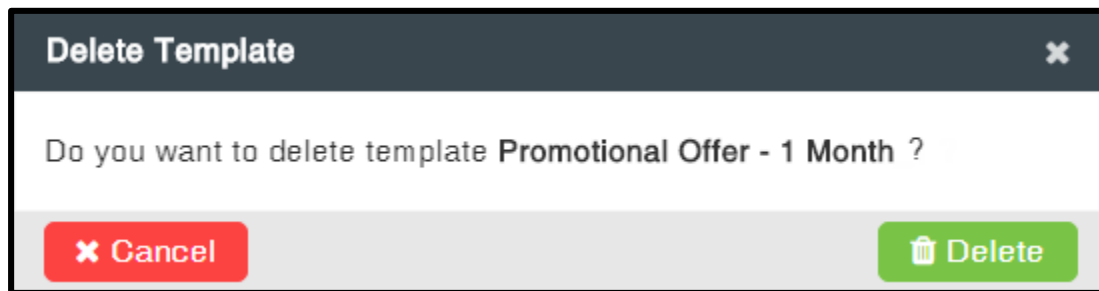 Delete Template
Do you want to delete template Promotional Offer - 1 Month ?
Cancel
Delete